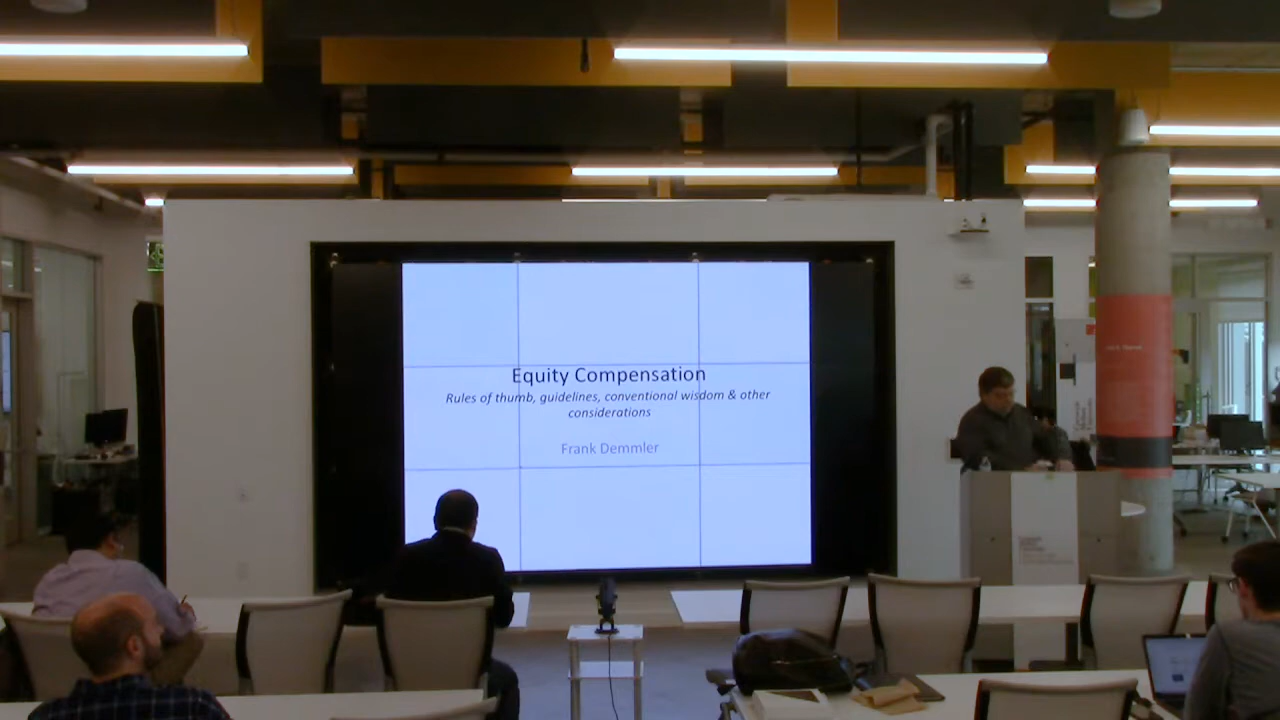 Equity Compensation
Rules of thumb, guidelines, conventional wisdom & other
considerations
Frank Demmler